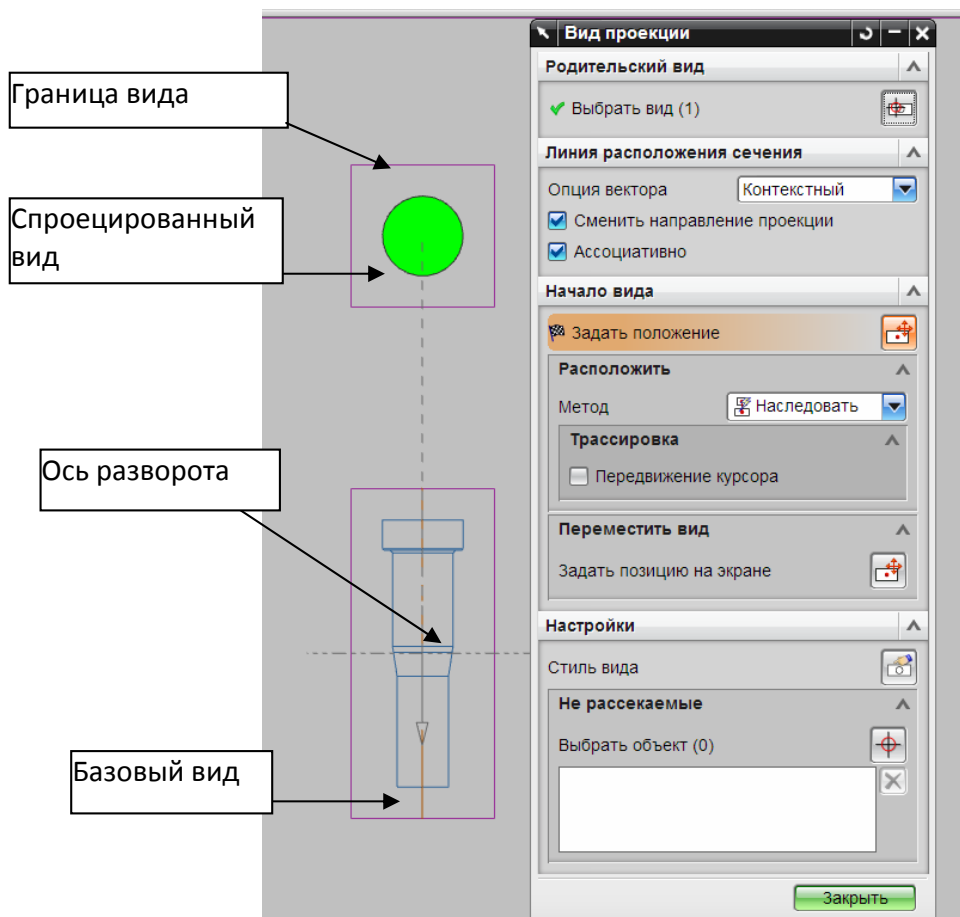 Граница вида
Спроецированный
вид
Ось разворота
Базовый вид
Вид проекции
Родительский вид
Выбрать вид (1)
Линия расположения сечения
Опция вектора Контекстный
Сменить направление проекции
Ассоциативно
Начало вида
Задать положение
Расположить
Метод Наследовать
Трассировка
Передвижение курсора
Переместить вид
Задать позицию на экране
Настройки
Стиль вида
Не рассекаемые
Выбрать объект (0)
Закрыть